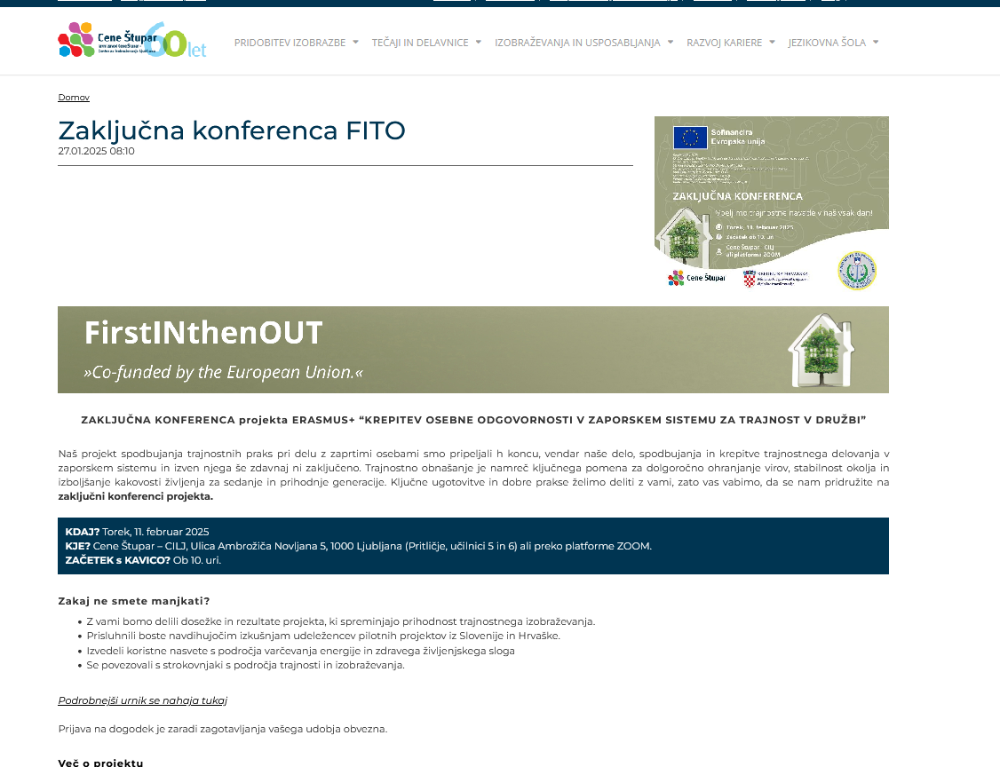 Cene Štupar
60let
PRIDOBITEV IZOBRAZBE
TEČAJI IN DELAVNICE
IZOBRAŽEVANJA IN USPOSABLJANJA
RAZVOJ KARIERE
JEZIKOVNA ŠOLA
Domov
Zaključna konferenca FITO
27.01.2025 08:10
Sofinancira
Evropska unija
ZAKLJUČNA KONFERENCA
trajnostne navade v naš vsak dan!
Torek, 11. februar 2025
Začetek ob 10. uri
Cene Štupar - CILJ
ali platforma ZOOM
Cene Štupar
FirstINthenOUT
»Co-funded by the European Union.«
ZAKLJUČNA KONFERENCA projekta ERASMUS+ “KREPITEV OSEBNE ODGOVORNOSTI V ZAPORSKEM SISTEMU ZA TRAJNOST V DRUŽBI”
Naš projekt spodbujanja trajnostnih praks pri delu z zaprtimi osebami smo pripeljali h koncu, vendar naše delo, spodbujanja in krepitve trajnostnega delovanja v
zaporskem sistemu in izven njega še zdavnaj ni zaključeno. Trajnostno obnašanje je namreč ključnega pomena za dolgoročno ohranjanje virov, stabilnost okolja in
izboljšanje kakovosti življenja za sedanje in prihodnje generacije. Ključne ugotovitve in dobre prakse želimo deliti z vami, zato vas vabimo, da se nam pridružite na
zaključni konferenci projekta.
KDAJ? Torek, 11. februar 2025
KJE? Cene Štupar – CILJ, Ulica Ambrožiča Novljana 5, 1000 Ljubljana (Pritličje, učilnici 5 in 6) ali preko platforme ZOOM.
ZAČETEK s KAVICO? Ob 10. uri.
Zakaj ne smete manjkati?
• Z vami bomo delili dosežke in rezultate projekta, ki spreminjajo prihodnost trajnostnega izobraževanja.
• Prisluhnili boste navdihujočim izkušnjam udeležencev pilotnih projektov iz Slovenije in Hrvaške.
• Izvedeli koristne nasvete s področja varčevanja energije in zdravega življenjskega sloga
• Se povezovali s strokovnjaki s področja trajnosti in izobraževanja.
Podrobnejši urnik se nahaja tukaj
Prijava na dogodek je zaradi zagotavljanja vašega udobja obvezna.
Več o projektu